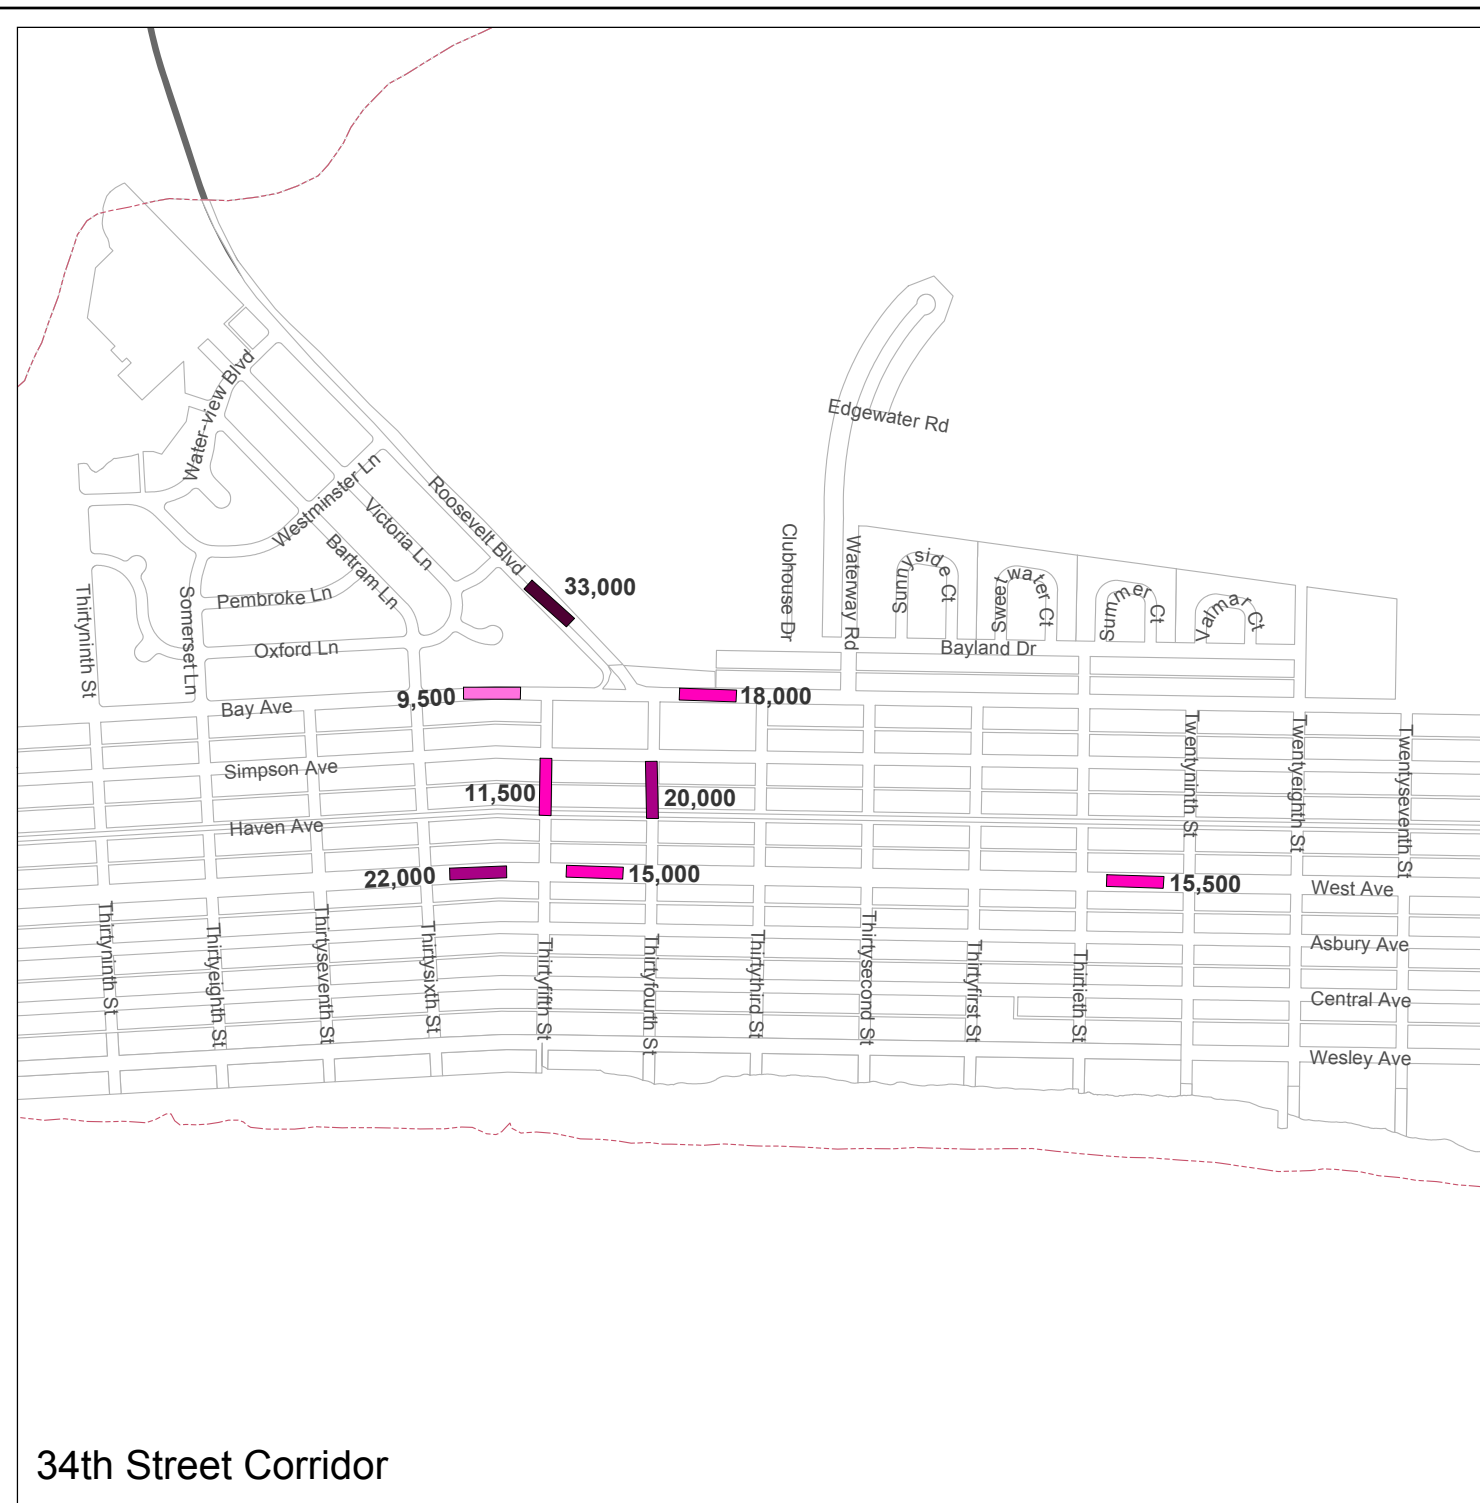 Edgewater Rd
Water-view Blvd
Westminster Ln
Roosevelt Blvd
Victoria Ln
Bartram Ln
Clubhouse Dr
Waterway Rd
Sunnyside Ct
Sweetwater Ct
Summer Ct
Valmar Ct
33,000
Thirtyninth St
Somerset Ln
Pembroke Ln
Oxford Ln
Bayland Dr
9,500
18,000
Bay Ave
Twentyninth St
Twentyeighth St
Twentyseventh St
Simpson Ave
11,500
20,000
Haven Ave
22,000
15,000
15,500
West Ave
Thirtyninth St
Thirtyeighth St
Thirtyseventh St
Thirtysixth St
Thirtyfifth St
Thirtyfourth St
Thirtythird St
Thirtysecond St
Thirtyfirst St
Thirtieth St
Asbury Ave
Central Ave
Wesley Ave
34th Street Corridor